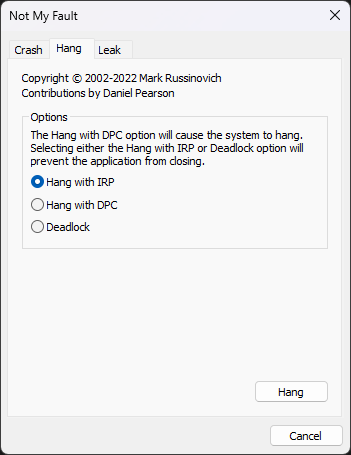 Not My Fault
Crash
Hang
Leak
Copyright © 2002-2022 Mark Russinovich
Contributions by Daniel Pearson
Options
The Hang with DPC option will cause the system to hang.
Selecting either the Hang with IRP or Deadlock option will
prevent the application from closing.
Hang with IRP
Hang with DPC
Deadlock
Hang
Cancel